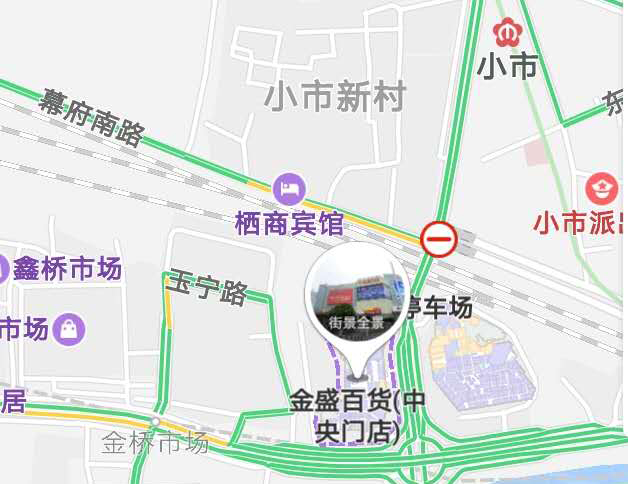 小市
小市新村
幕府南路
东
栖商宾馆
小市派出
鑫桥市场
玉宁路
停车场
街景全景
市场
居
金盛百货(中
央门店)
金桥市场